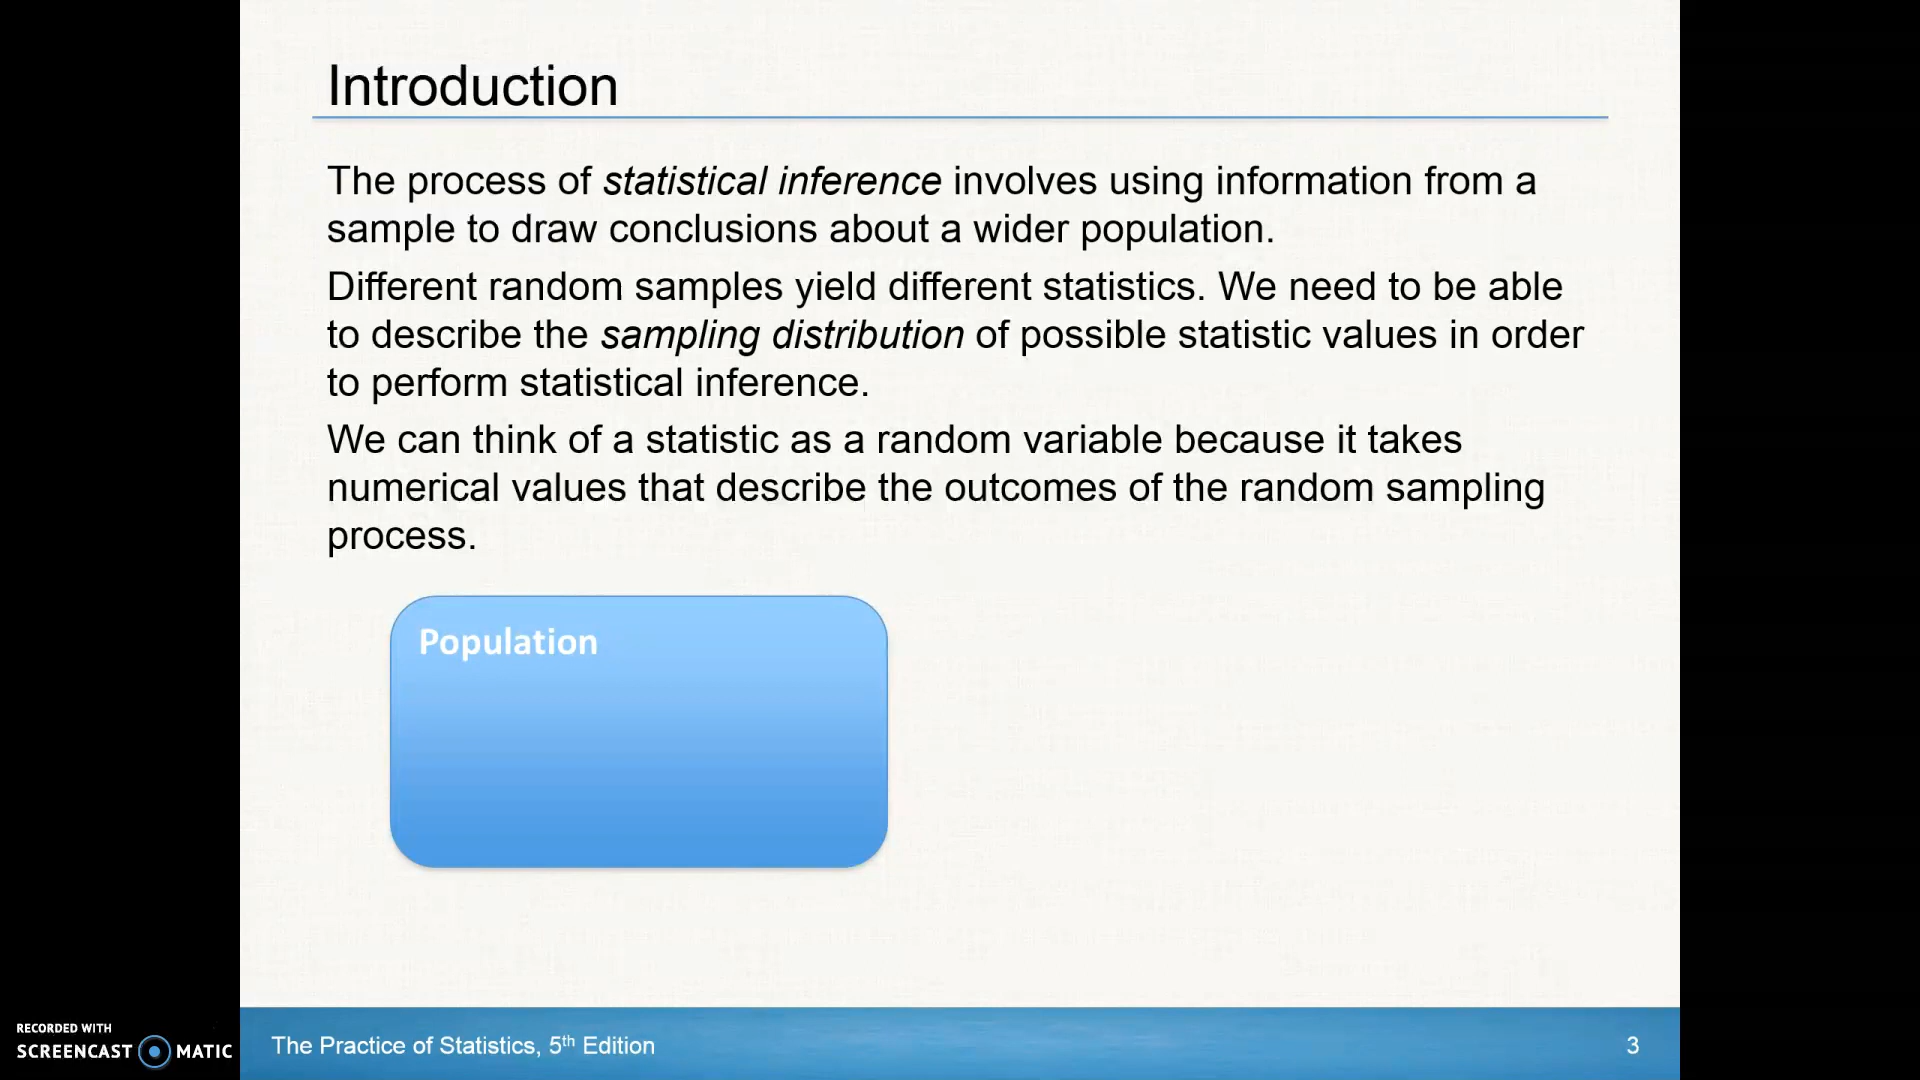 Introduction
The process of statistical inference involves using information from a
sample to draw conclusions about a wider population.
Different random samples yield different statistics. We need to be able
to describe the sampling distribution of possible statistic values in order
to perform statistical inference.
We can think of a statistic as a random variable because it takes
numerical values that describe the outcomes of the random sampling
process.
Population
RECORDED WITH
SCREENCAST MATIC
The Practice of Statistics, 5th Edition
3